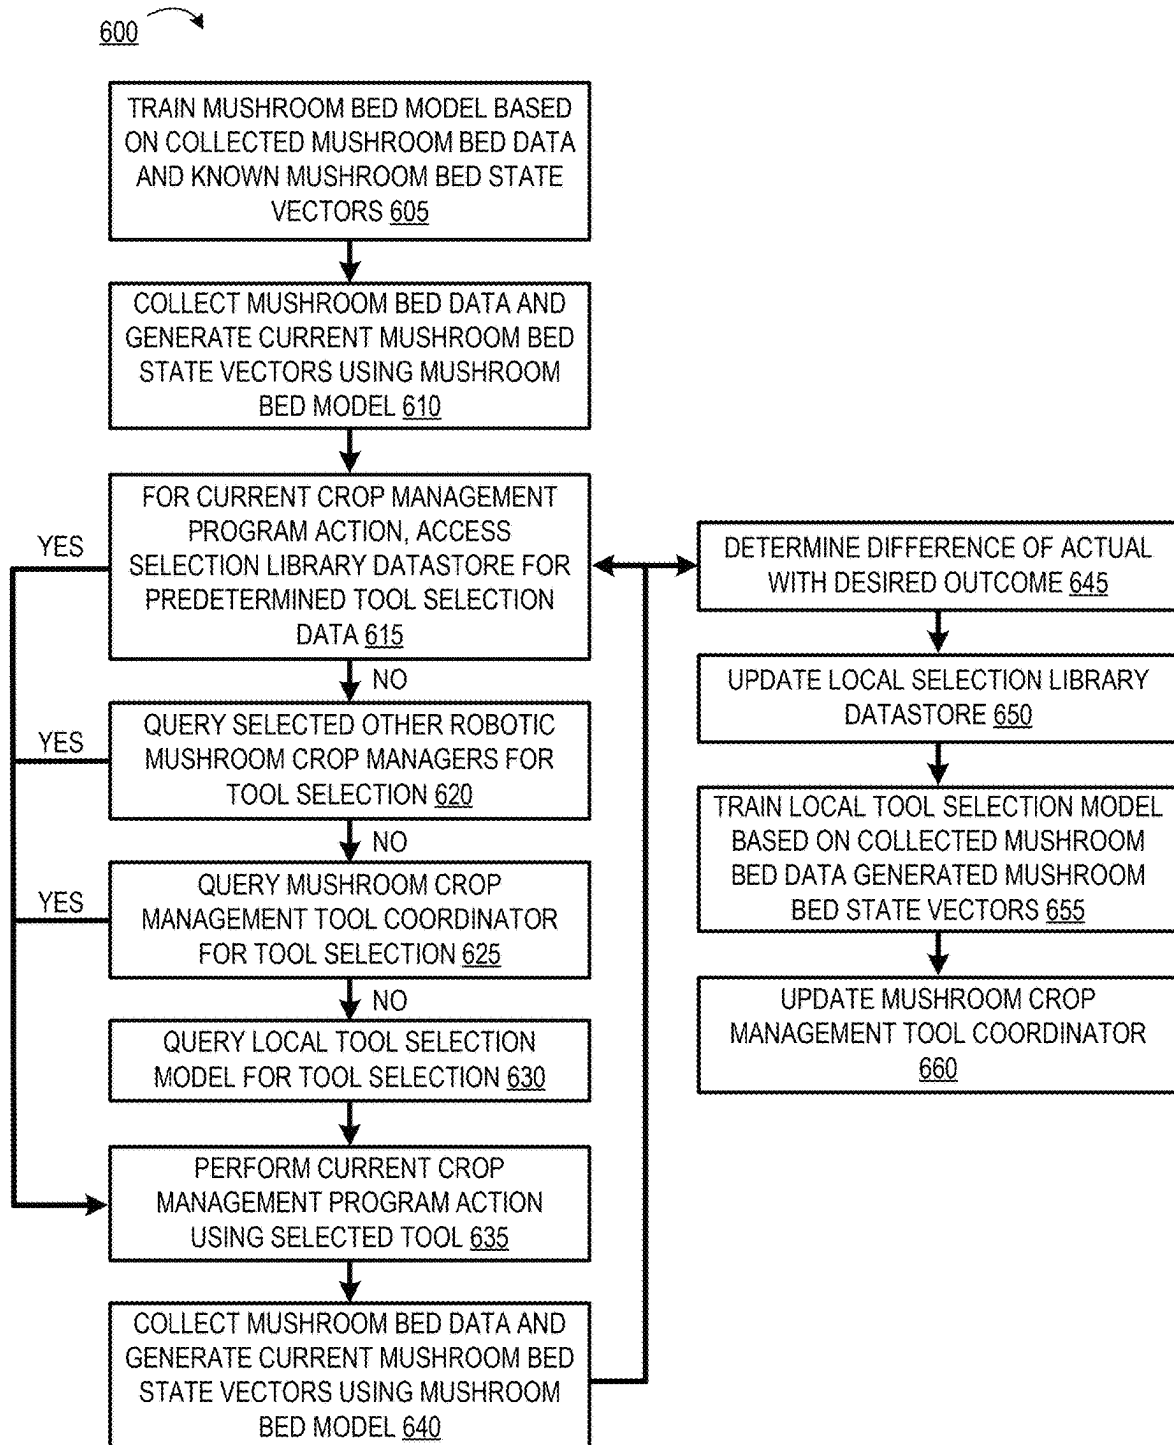 600
TRAIN MUSHROOM BED MODEL BASED
ON COLLECTED MUSHROOM BED DATA
AND KNOWN MUSHROOM BED STATE
VECTORS 605
COLLECT MUSHROOM BED DATA AND
GENERATE CURRENT MUSHROOM BED
STATE VECTORS USING MUSHROOM
BED MODEL 610
FOR CURRENT CROP MANAGEMENT
PROGRAM ACTION, ACCESS
SELECTION LIBRARY DATASTORE FOR
PREDETERMINED TOOL SELECTION
DATA 615
YES
NO
QUERY SELECTED OTHER ROBOTIC
MUSHROOM CROP MANAGERS FOR
TOOL SELECTION 620
YES
NO
QUERY MUSHROOM CROP
MANAGEMENT TOOL COORDINATOR
FOR TOOL SELECTION 625
YES
NO
QUERY LOCAL TOOL SELECTION
MODEL FOR TOOL SELECTION 630
PERFORM CURRENT CROP
MANAGEMENT PROGRAM ACTION
USING SELECTED TOOL 635
COLLECT MUSHROOM BED DATA AND
GENERATE CURRENT MUSHROOM BED
STATE VECTORS USING MUSHROOM
BED MODEL 640
DETERMINE DIFFERENCE OF ACTUAL
WITH DESIRED OUTCOME 645
UPDATE LOCAL SELECTION LIBRARY
DATASTORE 650
TRAIN LOCAL TOOL SELECTION MODEL
BASED ON COLLECTED MUSHROOM
BED DATA GENERATED MUSHROOM
BED STATE VECTORS 655
UPDATE MUSHROOM CROP
MANAGEMENT TOOL COORDINATOR
660